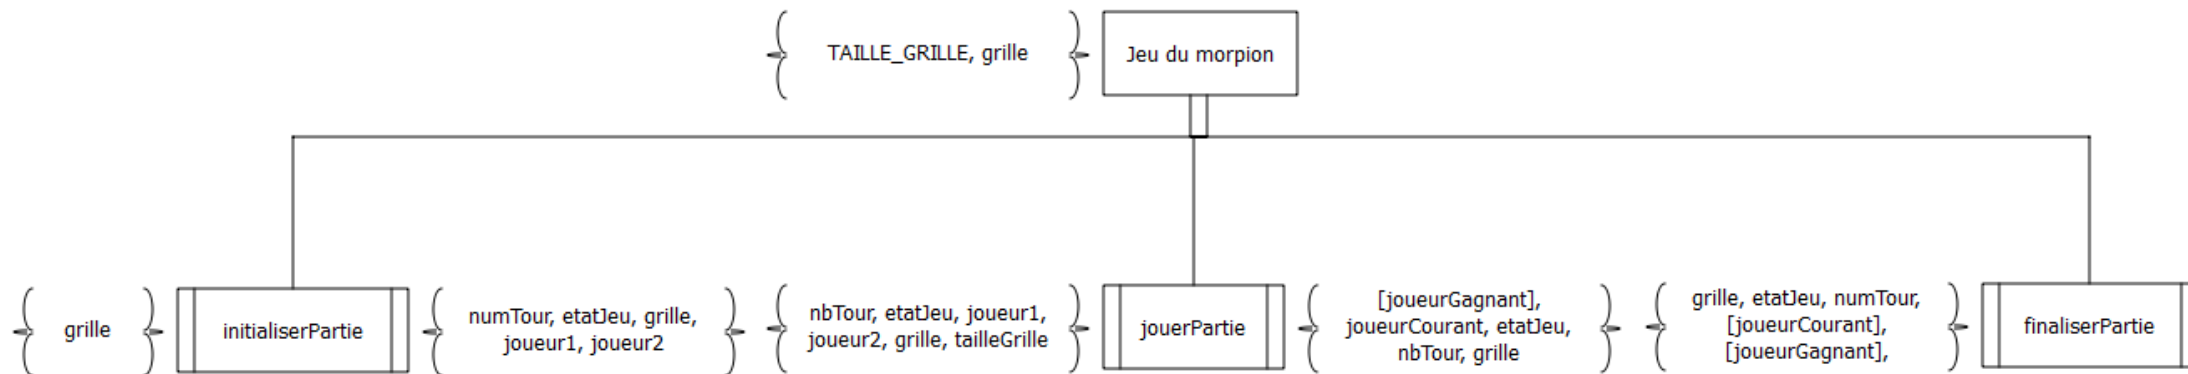 TAILLE_GRILLE, grille
Jeu du morpion
grille
initialiserPartie
numTour, etatJeu, grille,
joueur1, joueur2
nbTour, etatJeu, joueur1,
joueur2, grille, tailleGrille
jouerPartie
[joueurGagnant],
joueurCourant, etatJeu,
nbTour, grille
grille, etatJeu, numTour,
[joueurCourant],
[joueurGagnant],
finaliserPartie